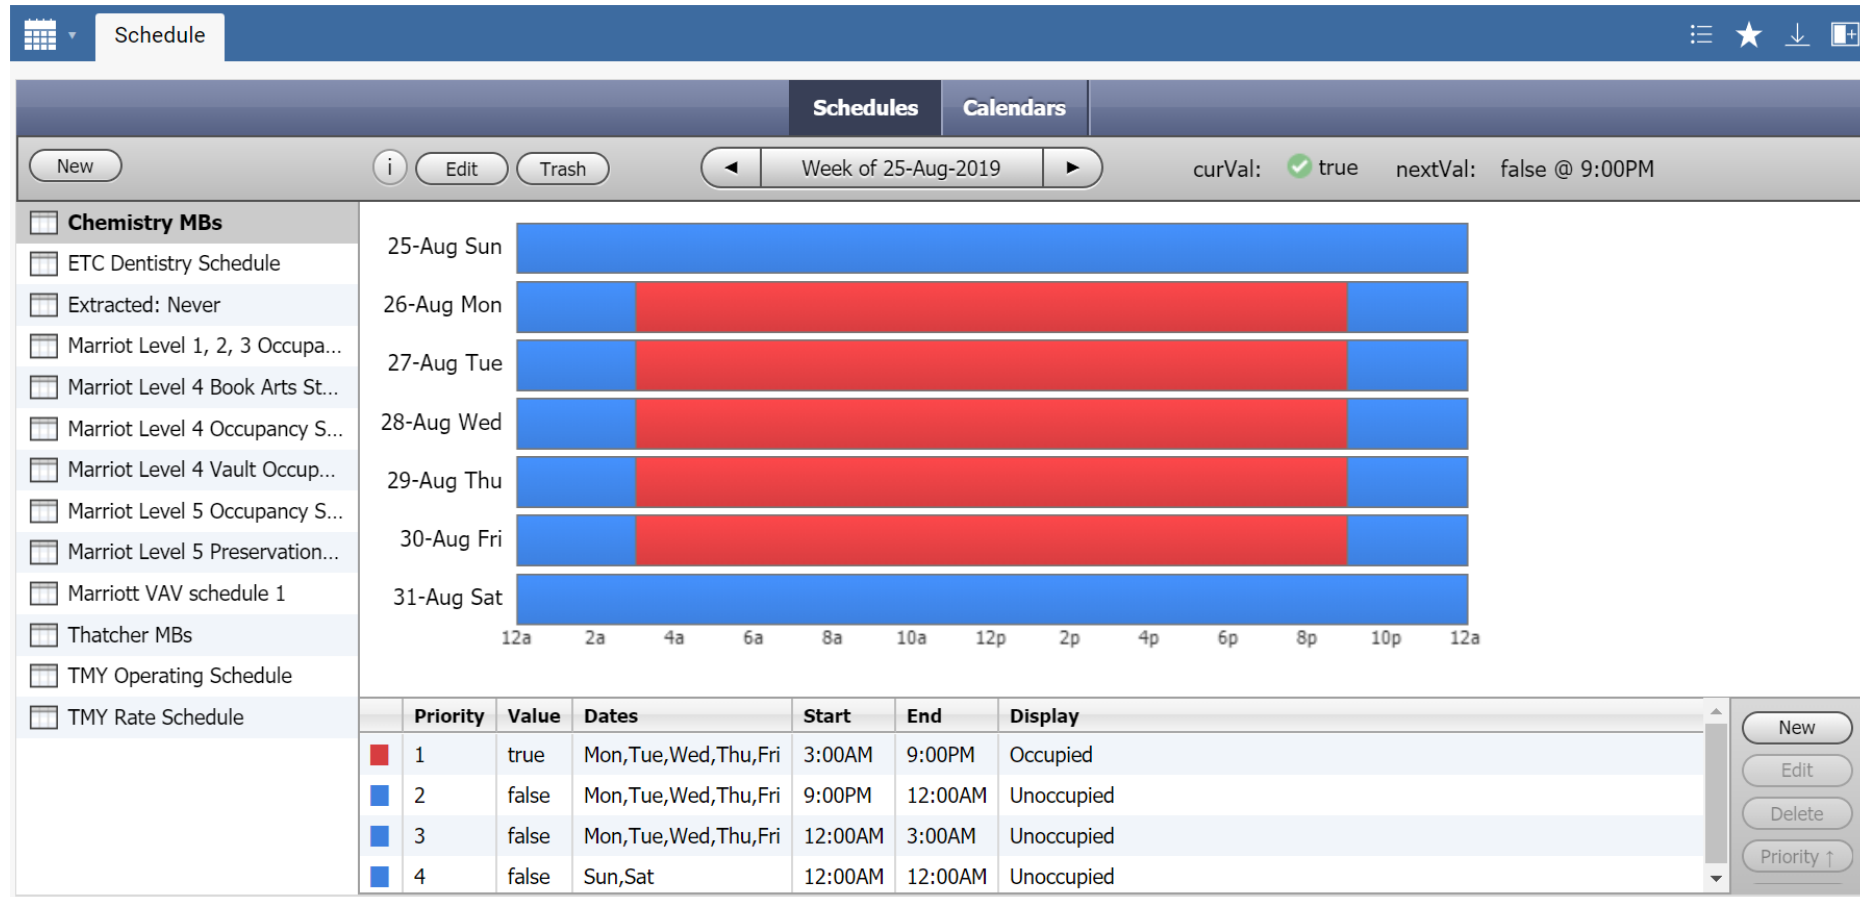 Schedule
Schedules Calendars
New i Edit Trash Week of 25-Aug-2019 curVal: true nextVal: false @ 9:00PM
Chemistry MBs
ETC Dentistry Schedule
Extracted: Never
Marriot Level 1, 2, 3 Occupa...
Marriot Level 4 Book Arts St...
Marriot Level 4 Occupancy S...
Marriot Level 4 Vault Occup...
Marriot Level 5 Occupancy S...
Marriot Level 5 Preservation...
Marriott VAV schedule 1
Thatcher MBs
TMY Operating Schedule
TMY Rate Schedule
25-Aug Sun
26-Aug Mon
27-Aug Tue
28-Aug Wed
29-Aug Thu
30-Aug Fri
31-Aug Sat
12a 2a 4a 6a 8a 10a 12p 2p 4p 6p 8p 10p 12a
Priority Value Dates Start End Display
1 true Mon,Tue,Wed,Thu,Fri 3:00AM 9:00PM Occupied
2 false Mon,Tue,Wed,Thu,Fri 9:00PM 12:00AM Unoccupied
3 false Mon,Tue,Wed,Thu,Fri 12:00AM 3:00AM Unoccupied
4 false Sun,Sat 12:00AM 12:00AM Unoccupied
New
Edit
Delete
Priority ↑